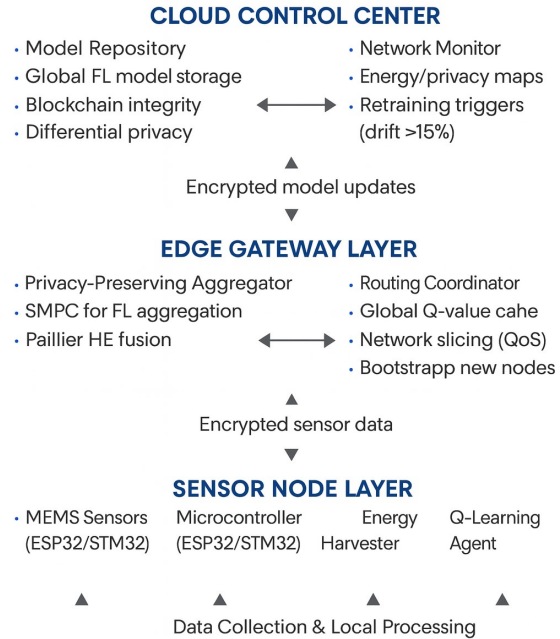 CLOUD CONTROL CENTER
• Model Repository
• Global FL model storage
• Blockchain integrity
• Differential privacy
• Network Monitor
• Energy/privacy maps
• Retraining triggers
(drift >15%)
Encrypted model updates
EDGE GATEWAY LAYER
• Privacy-Preserving Aggregator
• SMPC for FL aggregation
• Paillier HE fusion
• Routing Coordinator
• Global Q-value cahe
• Network slicing (QoS)
• Bootstrapp new nodes
Encrypted sensor data
SENSOR NODE LAYER
• MEMS Sensors
(ESP32/STM32)
Microcontroller
(ESP32/STM32)
Energy
Harvester
Q-Learning
Agent
Data Collection & Local Processing